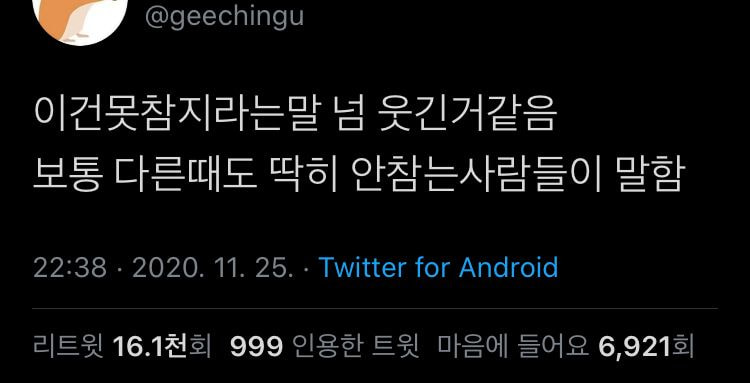 @geechingu
이건못참지라는말 넘 웃긴거같음
보통 다른때도 딱히 안참는사람들이 말함
22:38 · 2020. 11. 25. · Twitter for Android
리트윗 16.1천회 999 인용한 트윗 마음에 들어요 6,921회